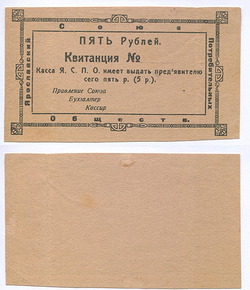 Союз
ПЯТЬ Рублей.
Квитанция №
Касса Я. С. П. О. имеет выдать пред'явителю
сего пять р. (5 р.).
Правление Союза
Бухгалтер
Кассир
Ярославский
Потребительных
Обществ.